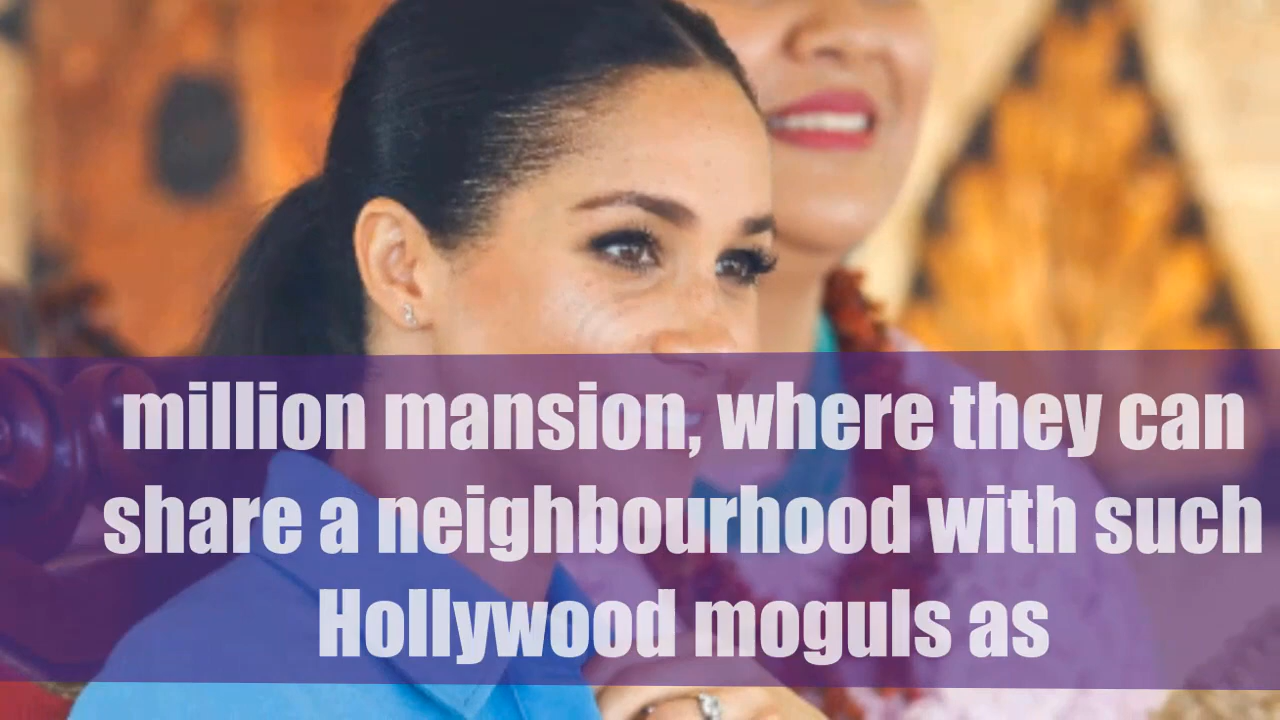 million mansion, where they can
share a neighbourhood with such
Hollywood moguls as